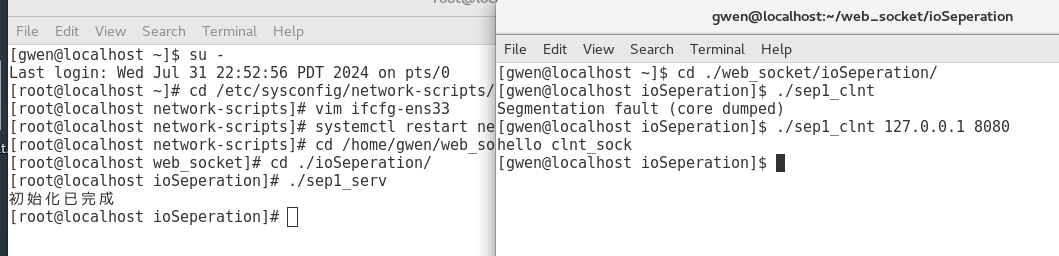 File Edit View Search Terminal Help
[gwen@localhost ~]$ su -
Last login: Wed Jul 31 22:52:56 PDT 2024 on pts/0
[root@localhost ~]# cd /etc/sysconfig/network-scripts/
[root@localhost network-scripts]# vim ifcfg-ens33
[root@localhost network-scripts]# systemctl restart ne
[root@localhost network-scripts]# cd /home/gwen/web_so
[root@localhost web_socket]# cd ./ioSeperation/
[root@localhost ioSeperation]# ./sep1_serv
初始化已完成
[root@localhost ioSeperation]#
gwen@localhost:~/web_socket/ioSeperation
File Edit View Search Terminal Help
[gwen@localhost ~]$ cd ./web_socket/ioSeperation/
[gwen@localhost ioSeperation]$ ./sep1_clnt
Segmentation fault (core dumped)
[gwen@localhost ioSeperation]$ ./sep1_clnt 127.0.0.1 8080
hello clnt_sock
[gwen@localhost ioSeperation]$